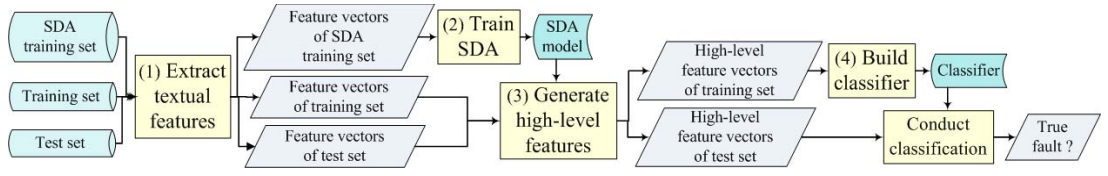 SDA
training set
Training set
Test set
(1) Extract
textual
features
Feature vectors
of SDA
training set
Feature vectors
of training set
Feature vectors
of test set
(2) Train
SDA
SDA
model
(3) Generate
high-level
features
High-level
feature vectors
of training set
High-level
feature vectors
of test set
(4) Build
classifier
Classifier
Conduct
classification
True
fault ?